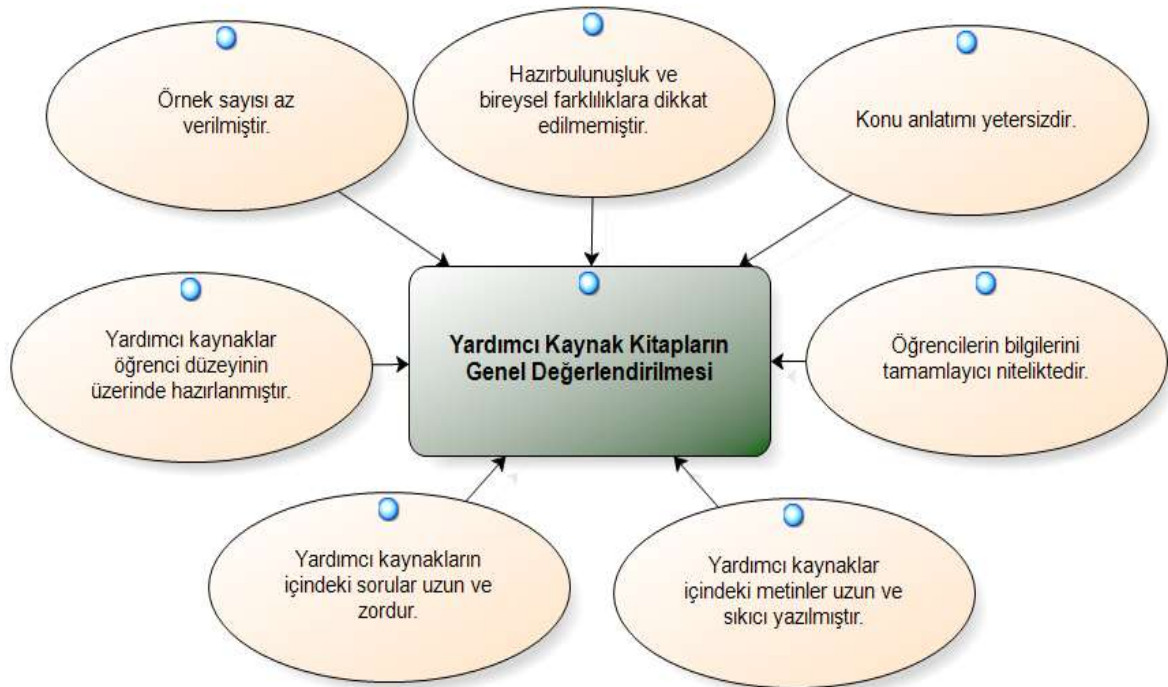 Örnek sayısı az
verilmiştir.
Hazırbulunuşluk ve
bireysel farklılıklara dikkat
edilmemiştir.
Konu anlatımı yetersizdir.
Yardımcı kaynaklar
öğrenci düzeyinin
üzerinde hazırlanmıştır.
Yardımcı Kaynak Kitapların
Genel Değerlendirilmesi
Öğrencilerin bilgilerini
tamamlayıcı niteliktedir.
Yardımcı kaynakların
içindeki sorular uzun ve
zordur.
Yardımcı kaynaklar
içindeki metinler uzun ve
sıkıcı yazılmıştır.